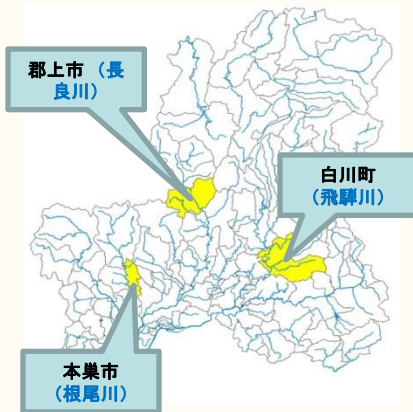 郡上市（長
良川）
白川町
（飛騨川）
本巣市
（根尾川）